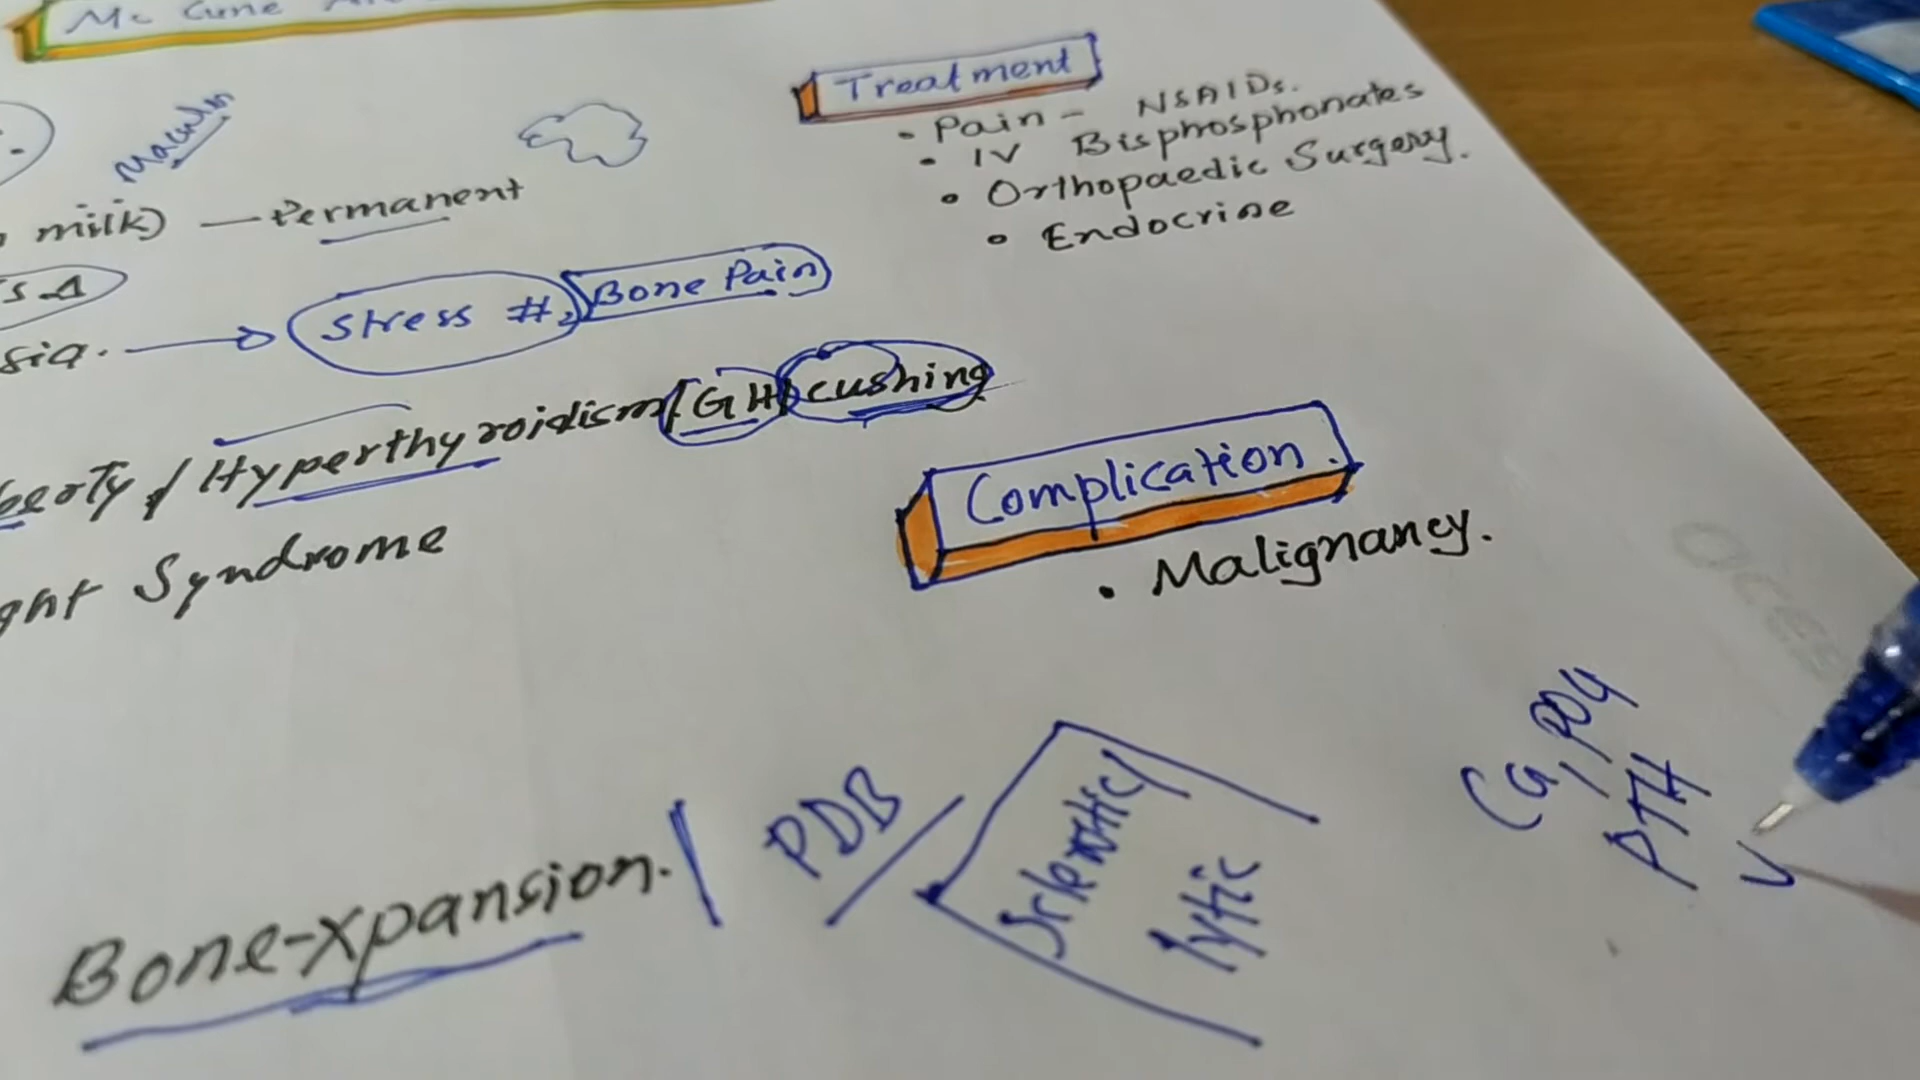 Mc Cune
Macular
milk) — Permanent
Stress #, Bone Pain
Hyperthyroidism / GH / cushing
Syndrome
Treatment
• Pain - NSAIDs.
• IV Bisphosphonates
• Orthopaedic Surgery.
• Endocrine
Complication.
• Malignancy.
Bone-xpansion. / PDB
Sclerotic/
lytic
Ca, PO4
PTH
V